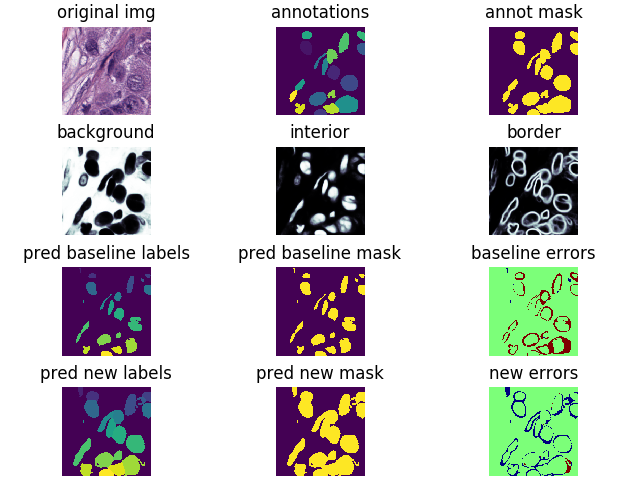 original img
annotations
annot mask
background
interior
border
pred baseline labels
pred baseline mask
baseline errors
pred new labels
pred new mask
new errors